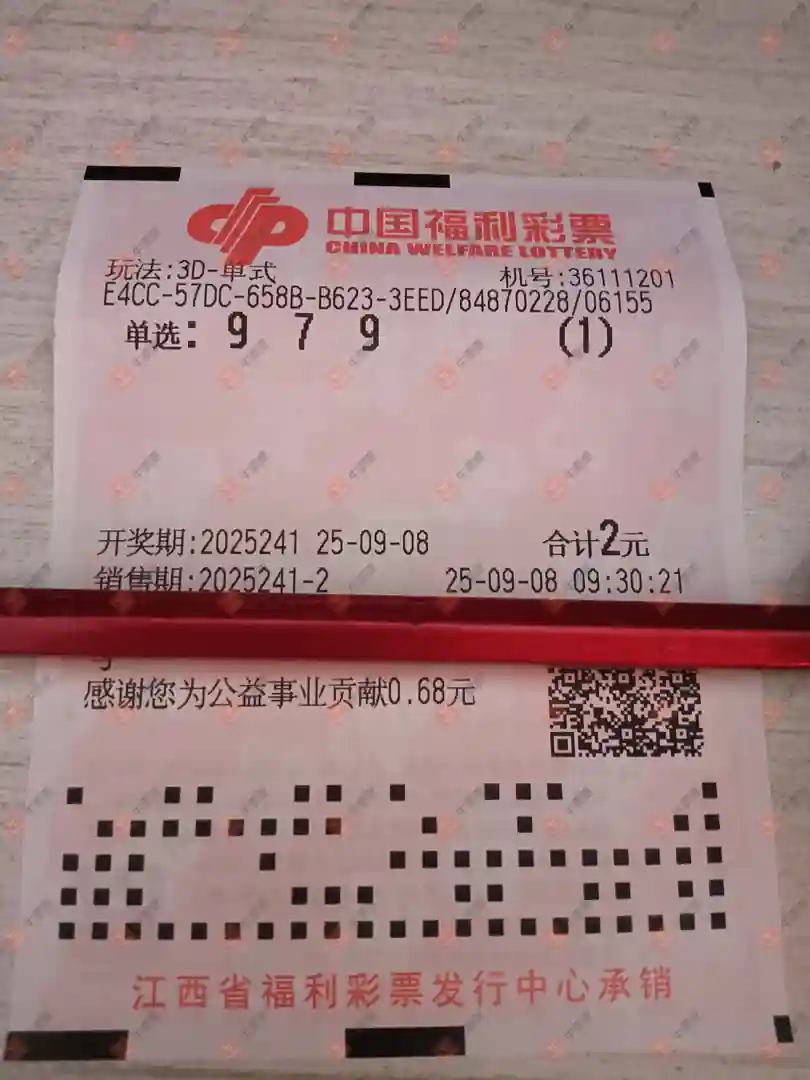 中国福利彩票
CHINA WELFARE LOTTERY
玩法:3D-单式 机号:36111201
E4CC-57DC-658B-B623-3EED/84870228/06155
单选: 9 7 9 (1)
开奖期:2025241 25-09-08 合计2元
销售期:2025241-2 25-09-08 09:30:21
感谢您为公益事业贡献0.68元
江西省福利彩票发行中心承销